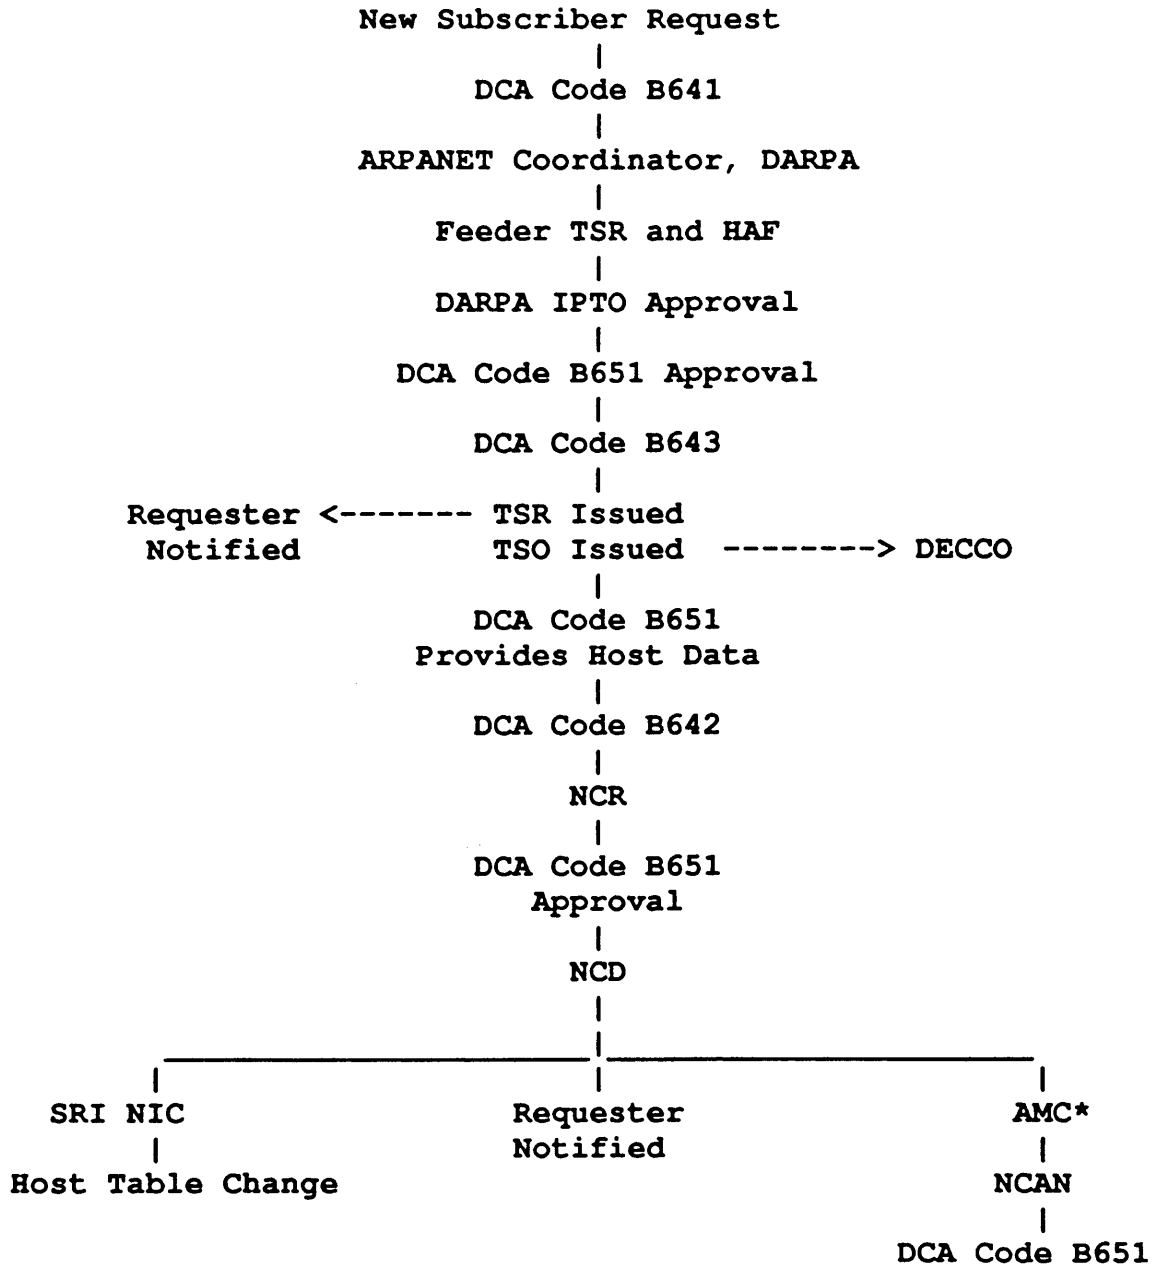 New Subscriber Request
DCA Code B641
ARPANET Coordinator, DARPA
Feeder TSR and HAF
DARPA IPTO Approval
DCA Code B651 Approval
DCA Code B643
Requester <------- TSR Issued
Notified TSO Issued --------> DECCO
DCA Code B651
Provides Host Data
DCA Code B642
NCR
DCA Code B651
Approval
NCD
SRI NIC Requester AMC*
Notified
Host Table Change NCAN
DCA Code B651